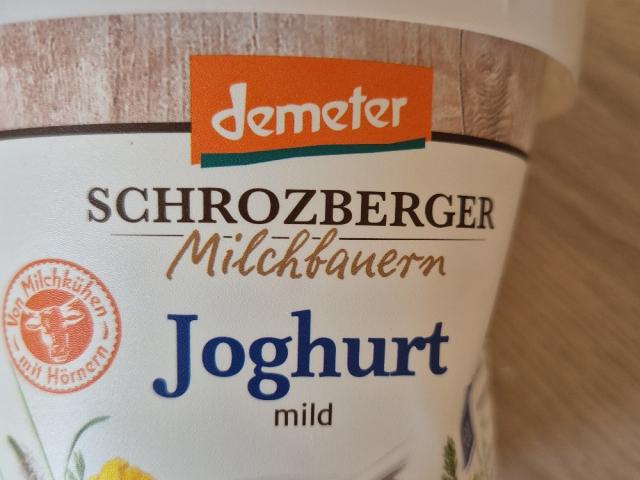 demeter
SCHROZBERGER
Milchbauern
Von Milchkühen
mit Hörnern
Joghurt
mild